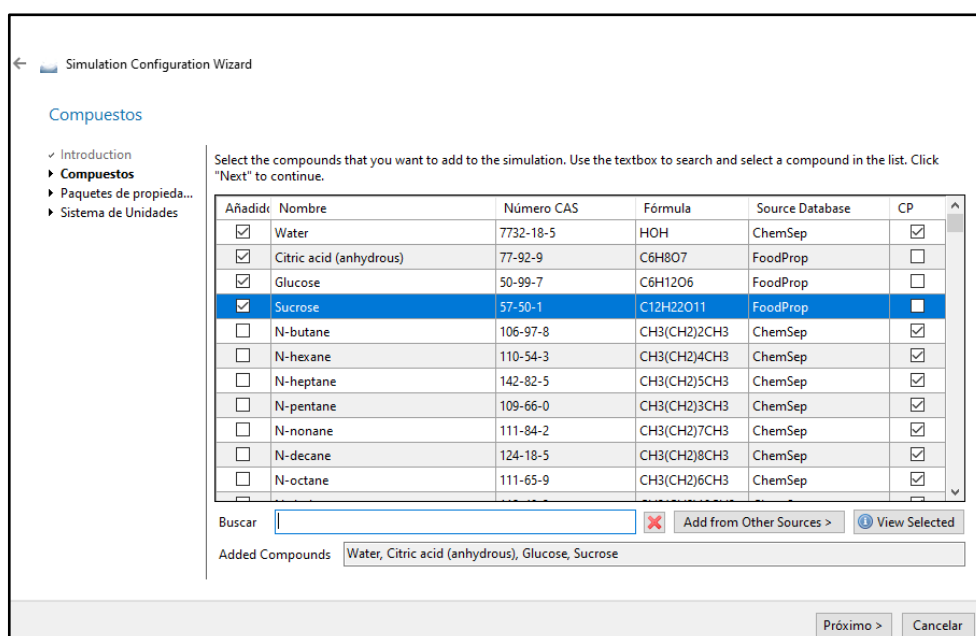 Simulation Configuration Wizard
Compuestos
Introduction
Compuestos
Paquetes de propieda...
Sistema de Unidades
Select the compounds that you want to add to the simulation. Use the textbox to search and select a compound in the list. Click
"Next" to continue.
Añadido Nombre Número CAS Fórmula Source Database CP
Water 7732-18-5 HOH ChemSep
Citric acid (anhydrous) 77-92-9 C6H8O7 FoodProp
Glucose 50-99-7 C6H12O6 FoodProp
Sucrose 57-50-1 C12H22O11 FoodProp
N-butane 106-97-8 CH3(CH2)2CH3 ChemSep
N-hexane 110-54-3 CH3(CH2)4CH3 ChemSep
N-heptane 142-82-5 CH3(CH2)5CH3 ChemSep
N-pentane 109-66-0 CH3(CH2)3CH3 ChemSep
N-nonane 111-84-2 CH3(CH2)7CH3 ChemSep
N-decane 124-18-5 CH3(CH2)8CH3 ChemSep
N-octane 111-65-9 CH3(CH2)6CH3 ChemSep
Buscar Add from Other Sources > View Selected
Added Compounds Water, Citric acid (anhydrous), Glucose, Sucrose
Próximo > Cancelar